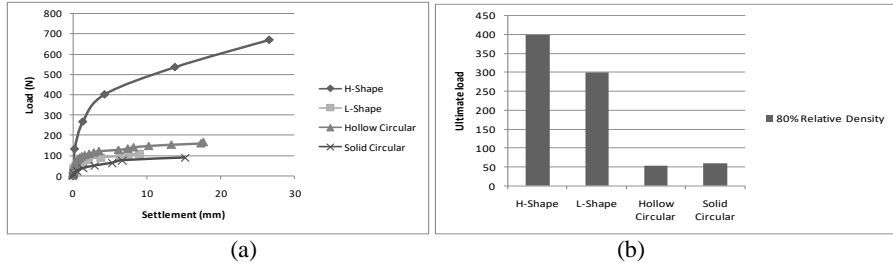 800
700
600
500
400
300
200
100
0
Load (N)
0 10 20 30
Settlement (mm)
H-Shape
L-Shape
Hollow Circular
Solid Circular
(a)
450
400
350
300
250
200
150
100
50
0
Ultimate load
H-Shape L-Shape Hollow Circular Solid Circular
80% Relative Density
(b)